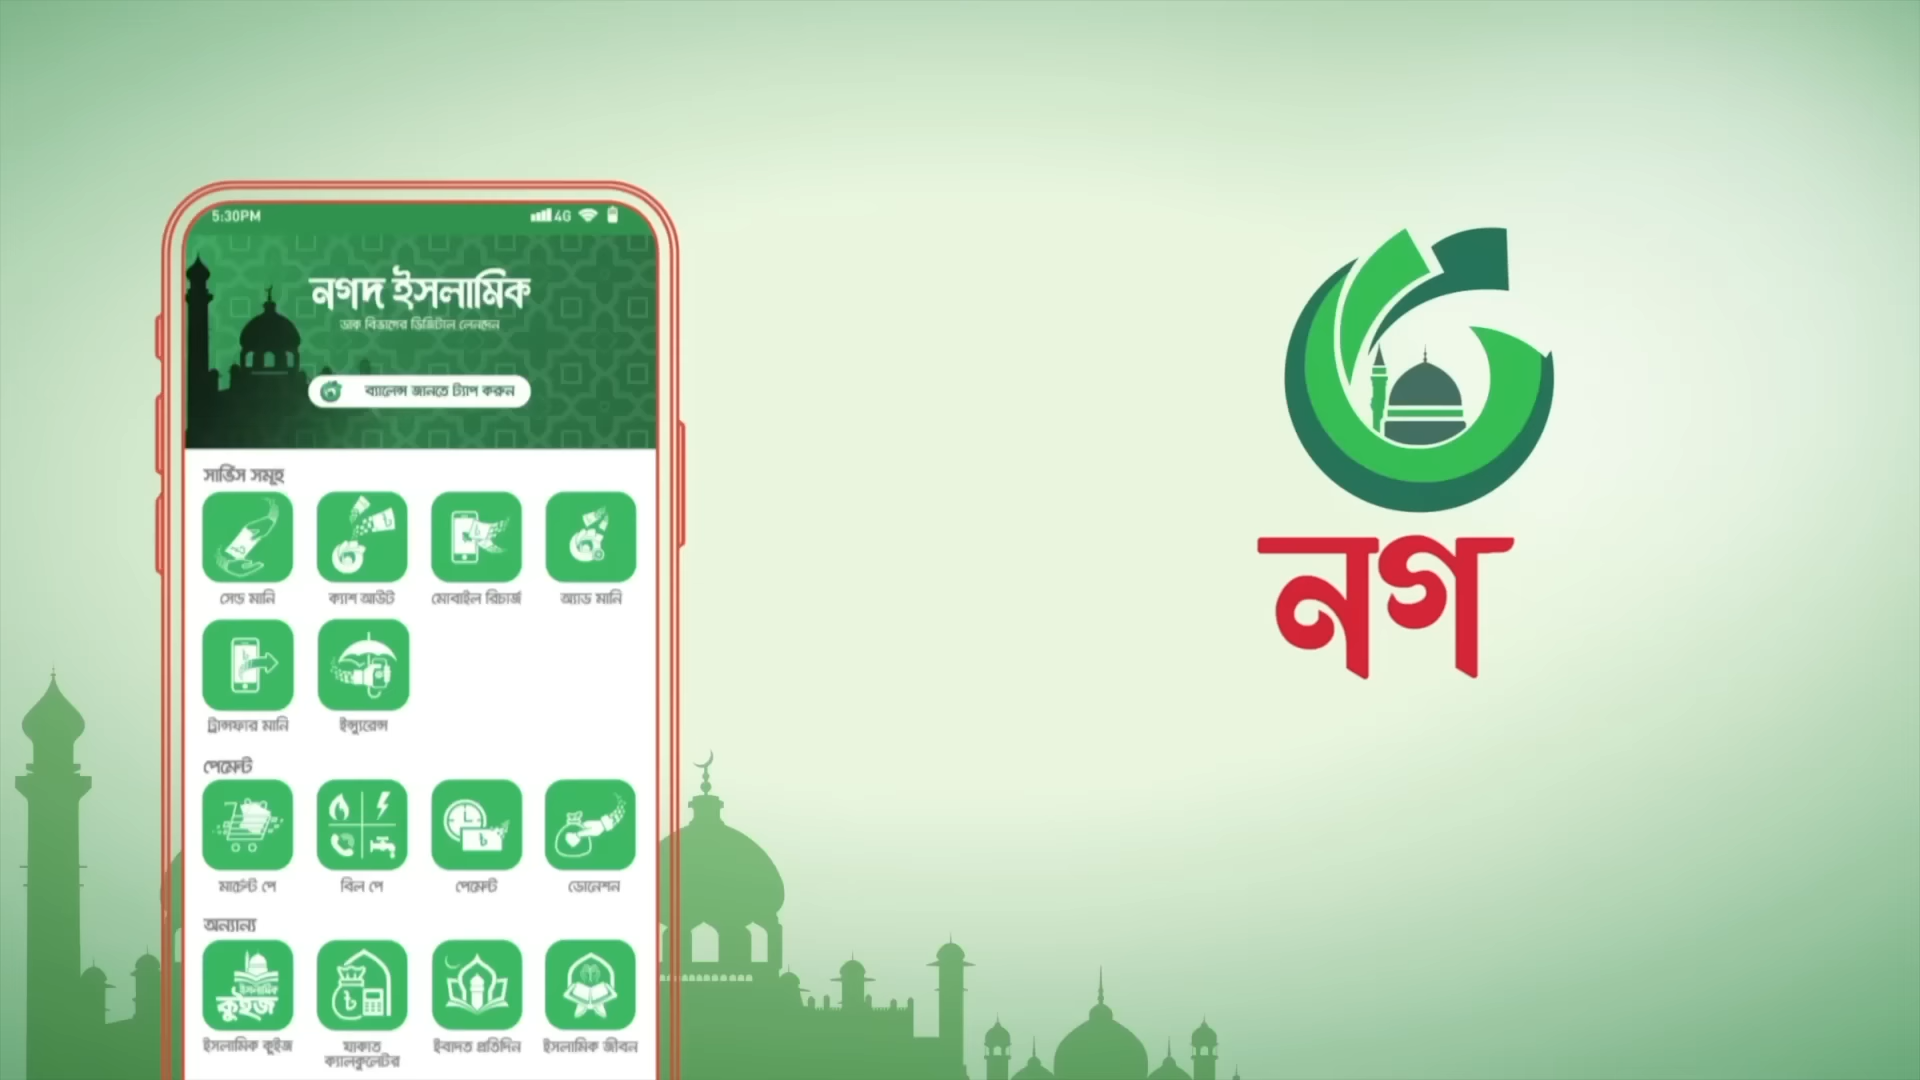 5:30PM 4G
নগদ ইসলামিক
ডাক বিভাগের ডিজিটাল লেনদেন
ব্যালেন্স জানতে ট্যাপ করুন
সার্ভিস সমূহ
সেন্ড মানি ক্যাশ আউট মোবাইল রিচার্জ অ্যাড মানি
ট্রান্সফার মানি ইন্স্যুরেন্স
পেমেন্ট
মার্চেন্ট পে বিল পে পেমেন্ট ডোনেশন
অন্যান্য
ইসলামিক
কুইজ
ইসলামিক কুইজ যাকাত ক্যালকুলেটর ইবাদত প্রতিদিন ইসলামিক জীবন
নগ